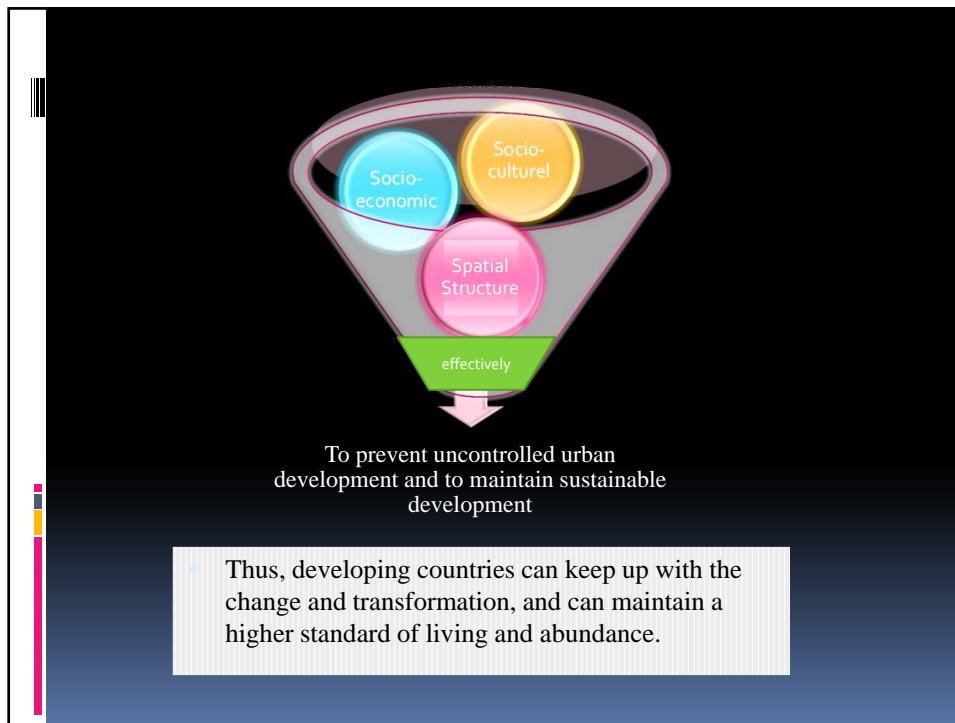 Socio-
culturel
Socio-
economic
Spatial
Structure
effectively
To prevent uncontrolled urban
development and to maintain sustainable
development
• Thus, developing countries can keep up with the
change and transformation, and can maintain a
higher standard of living and abundance.